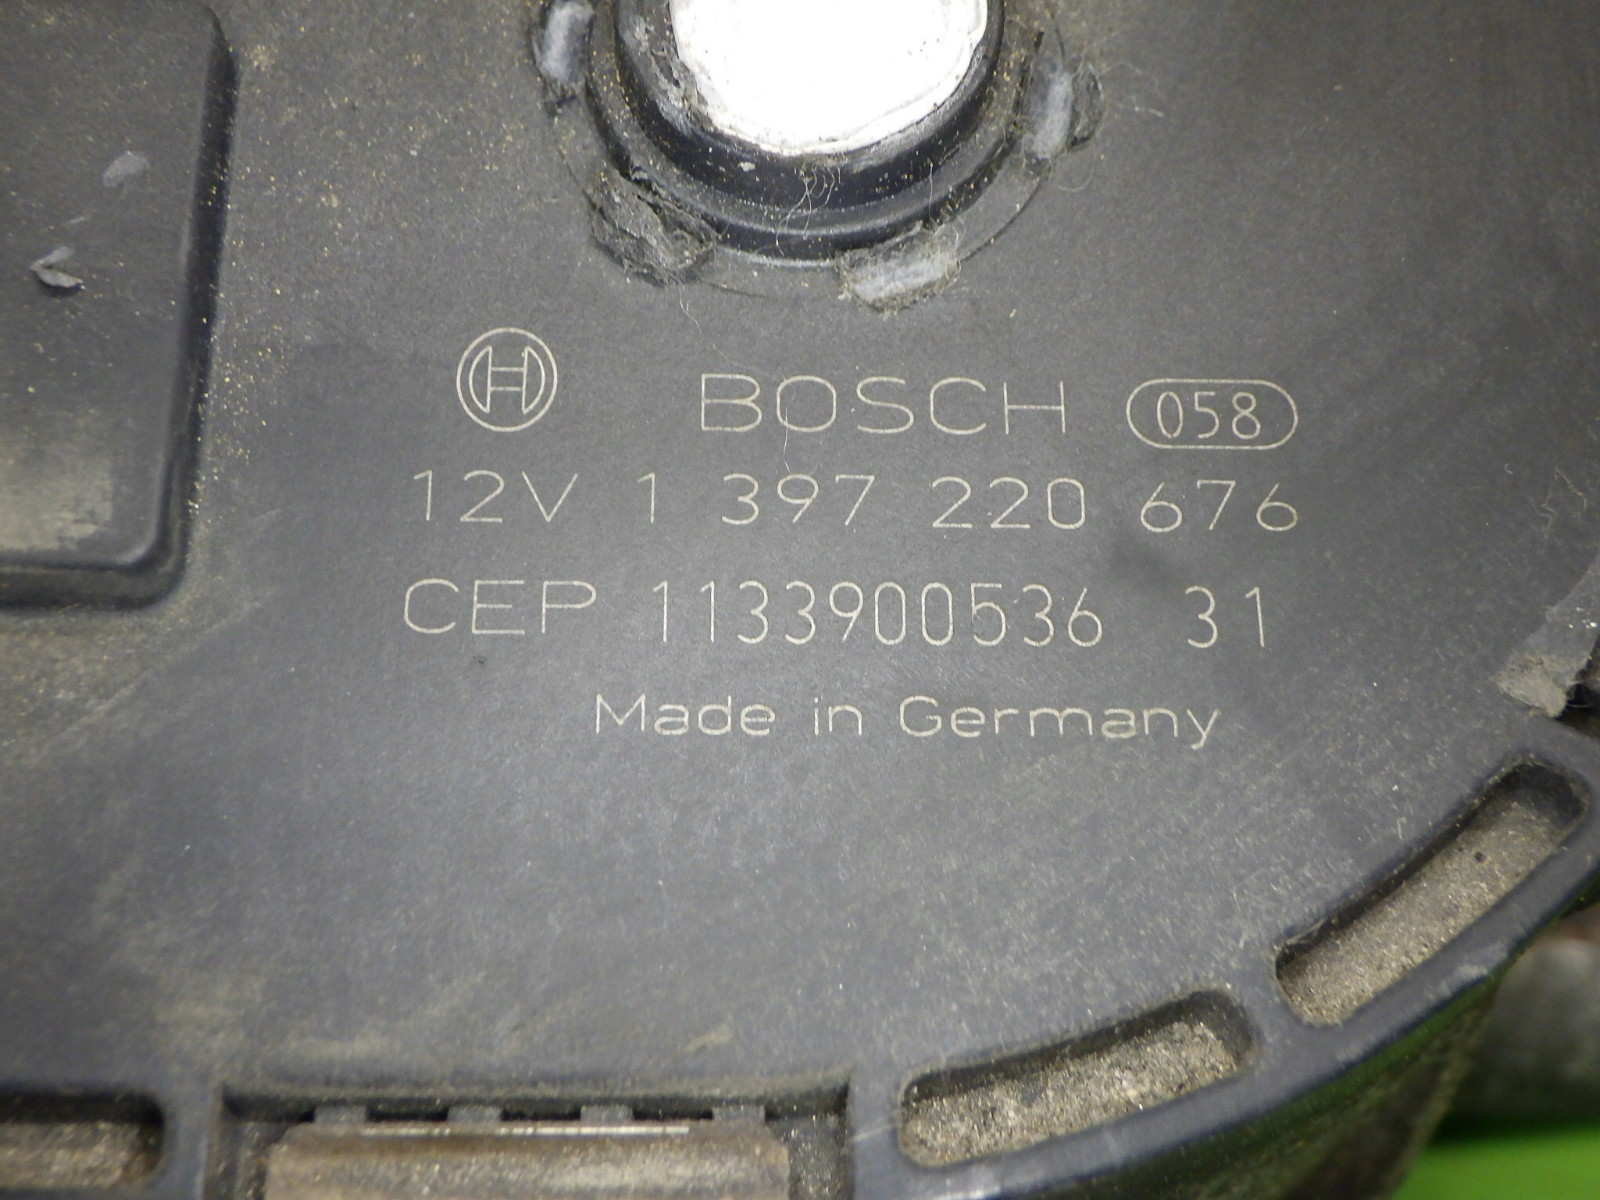 BOSCH 058
12V 1 397 220 676
CEP 1133900536 31
Made in Germany